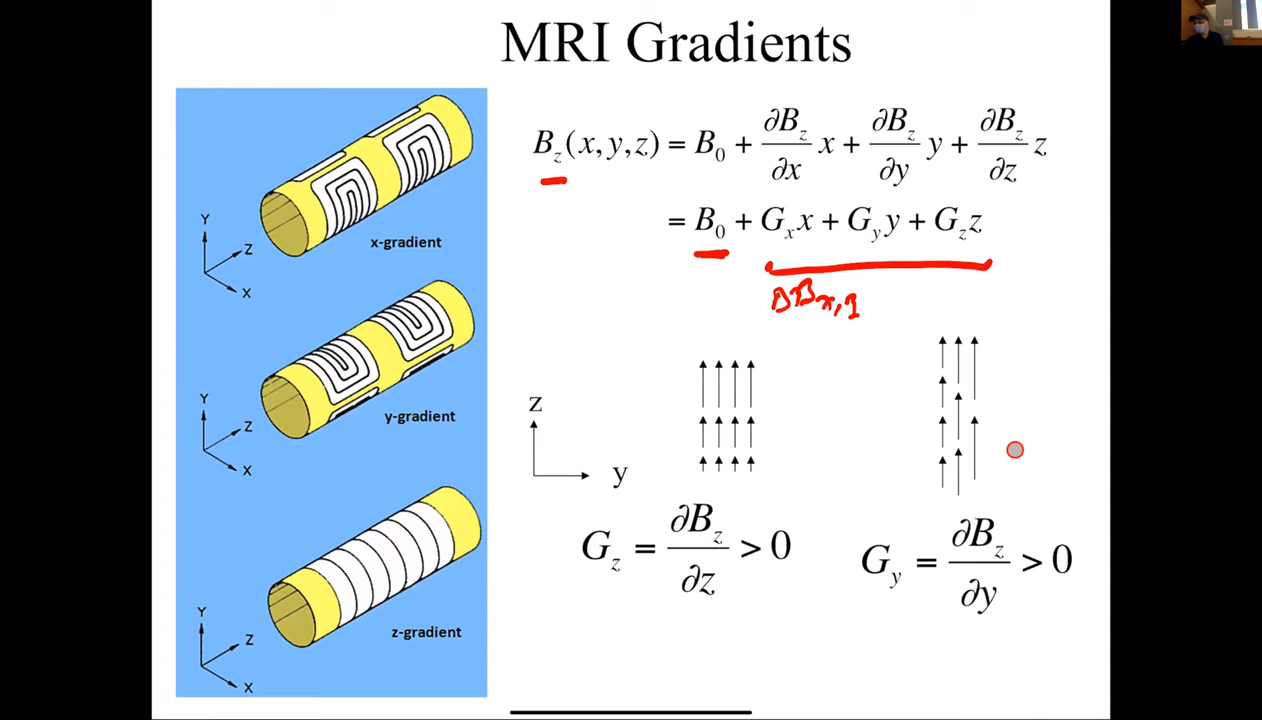 MRI Gradients
Y
Z
X
x-gradient
Y
Z
X
y-gradient
Y
Z
X
z-gradient
B_z(x,y,z) = B_0 + ∂B_z/∂x x + ∂B_z/∂y y + ∂B_z/∂z z
= B_0 + G_x x + G_y y + G_z z
z
y
G_z = ∂B_z/∂z > 0
G_y = ∂B_z/∂y > 0